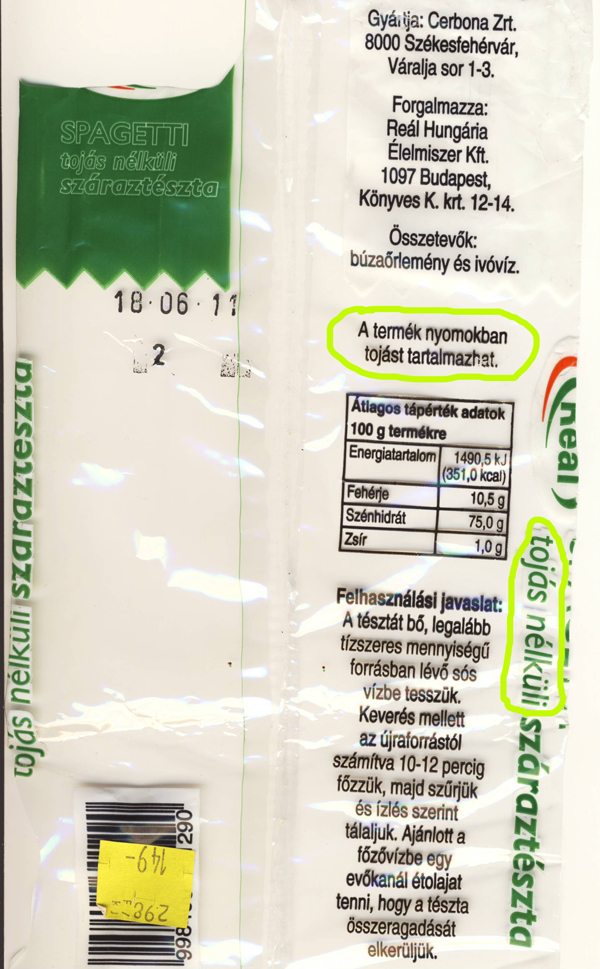 Gyártja: Cerbona Zrt.
8000 Székesfehérvár,
Váralja sor 1-3.
Forgalmazza:
Reál Hungária
Élelmiszer Kft.
1097 Budapest,
Könyves K. krt. 12-14.
Összetevők:
búzaőrlemény és ivóvíz.
A termék nyomokban
tojást tartalmazhat.
Átlagos tápérték adatok
100 g termékre
Energiatartalom 1490,5 kJ
(351,0 kcal)
Fehérje 10,5 g
Szénhidrát 75,0 g
Zsír 1,0 g
Felhasználási javaslat:
A tésztát bő, legalább
tízszeres mennyiségű
forrásban lévő sós
vízbe tesszük.
Keverés mellett
az újraforrástól
számítva 10-12 percig
főzzük, majd szűrjük
és ízlés szerint
tálaljuk. Ajánlott a
főzővízbe egy
evőkanál étolajat
tenni, hogy a tészta
összeragadását
elkerüljük.
SPAGETTI
tojás nélküli
száraztészta
18·06·11
2
tojás nélküli száraztészta
Reál
tojás nélküli száraztészta
149-
298
290